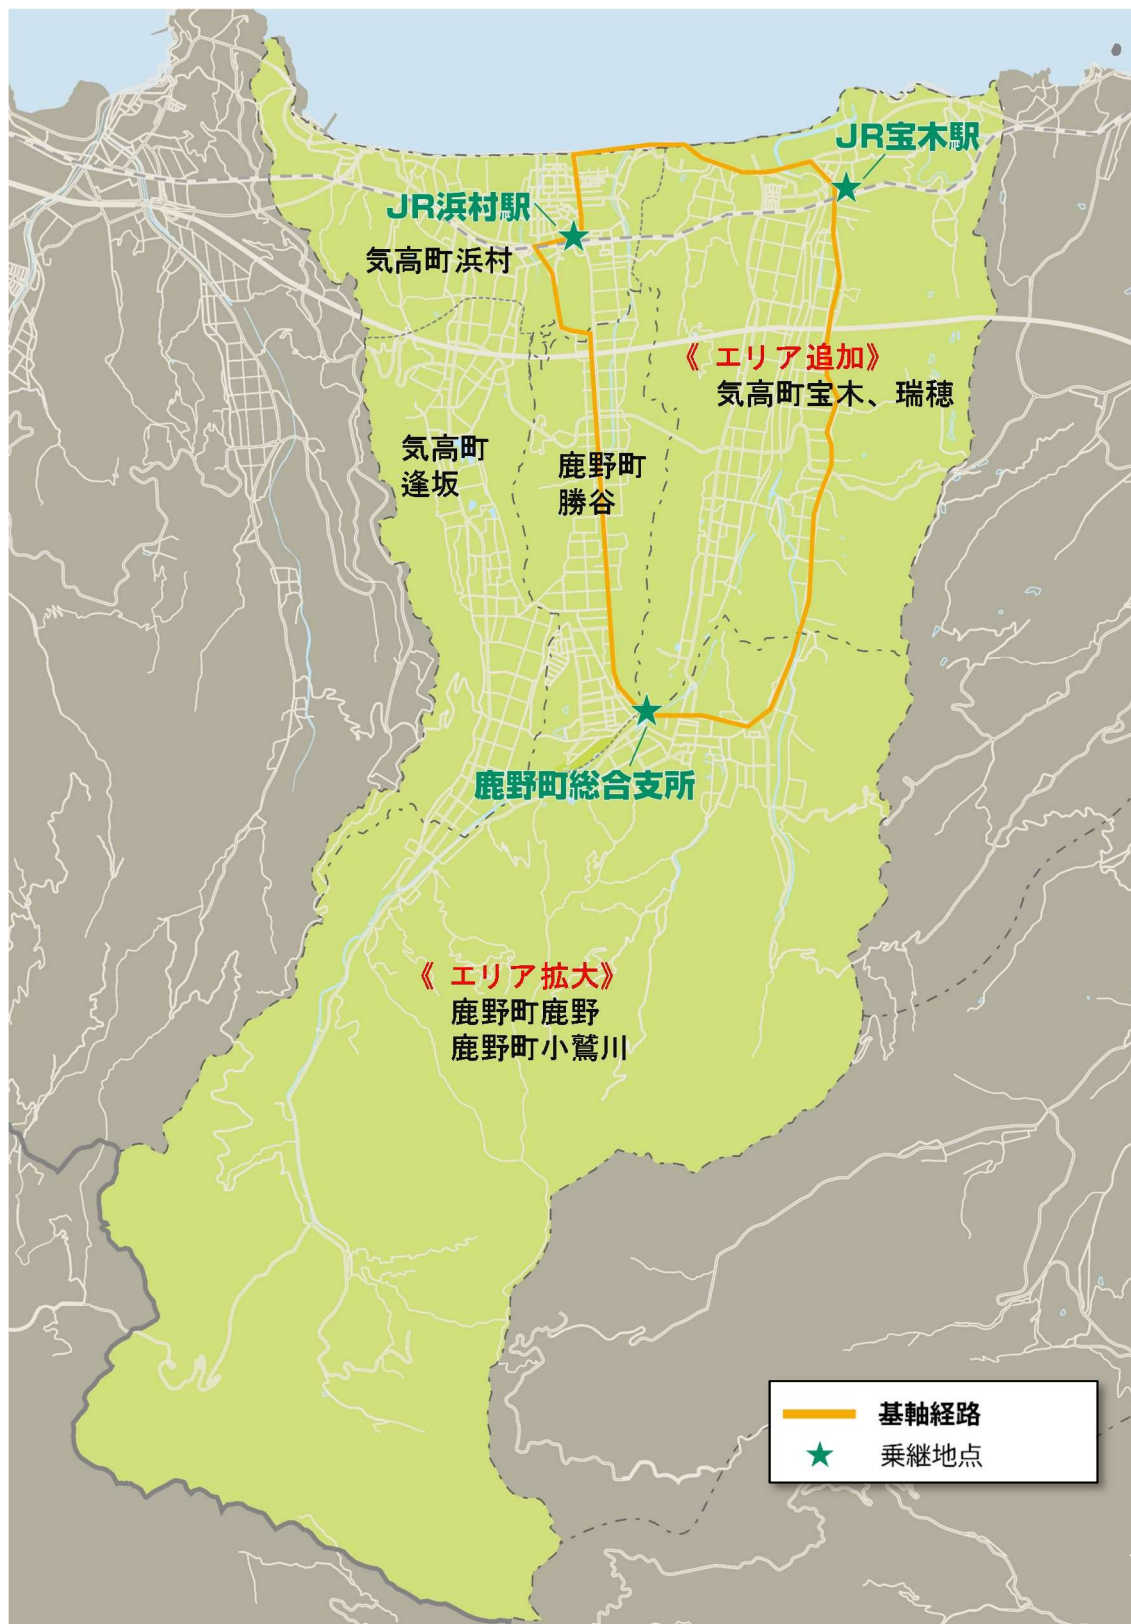 JR宝木駅
JR浜村駅
気高町浜村
《エリア追加》
気高町宝木、瑞穂
気高町
逢坂
鹿野町
勝谷
鹿野町総合支所
《エリア拡大》
鹿野町鹿野
鹿野町小鷲川
基軸経路
乗継地点